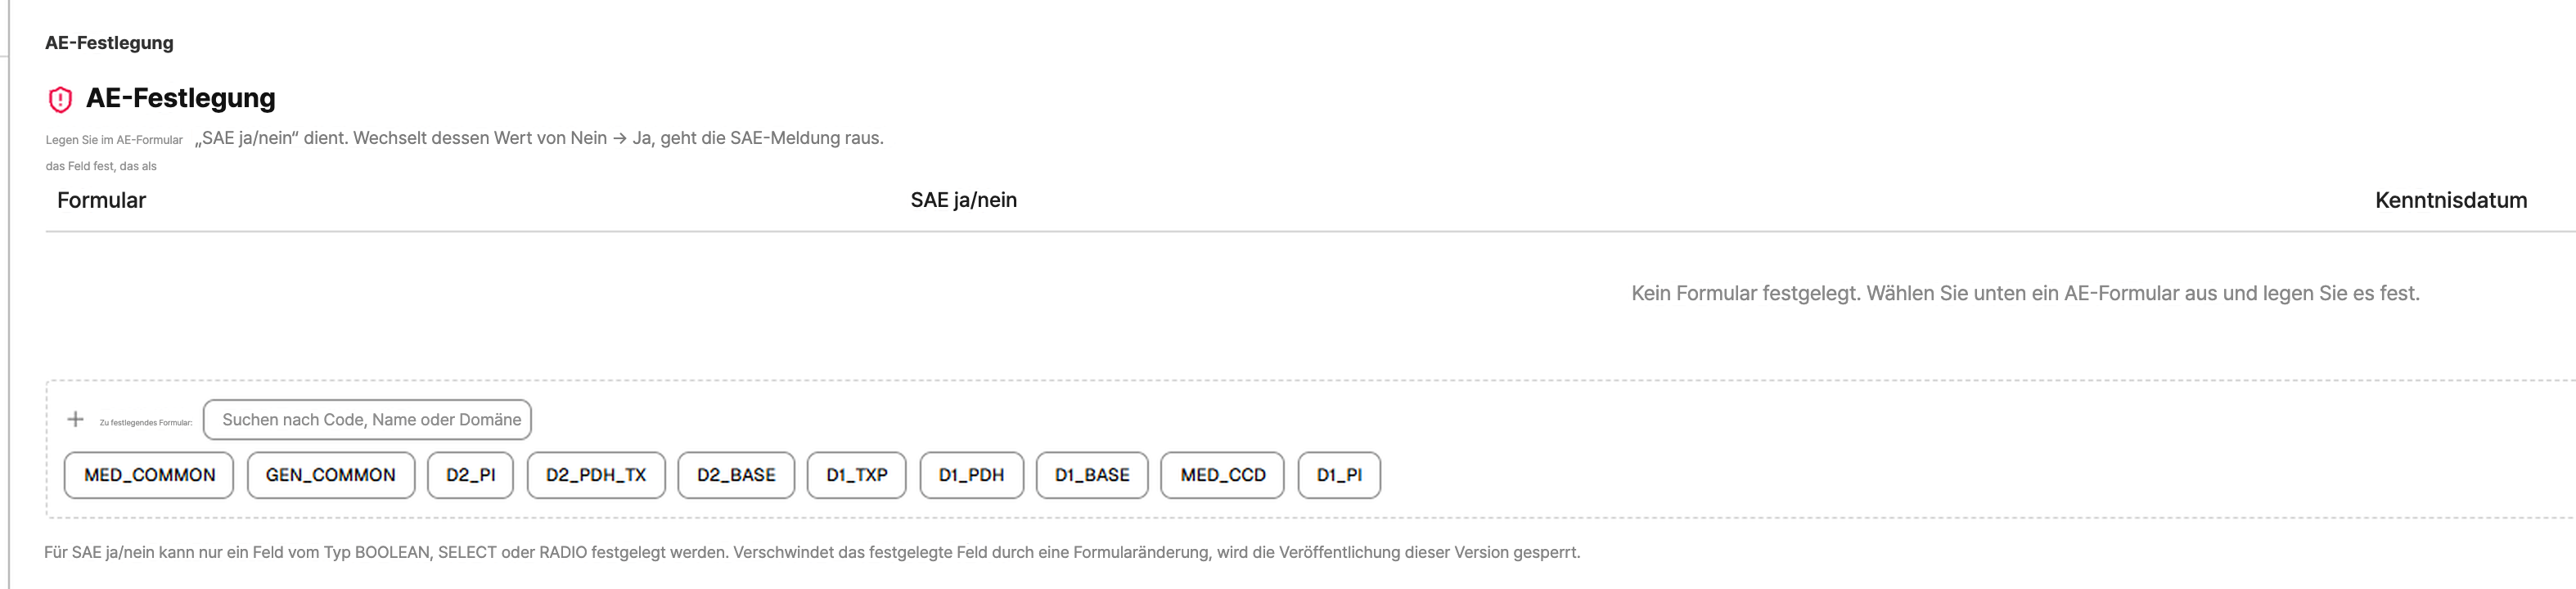 AE-Festlegung
AE-Festlegung
Legen Sie im AE-Formular „SAE ja/nein“ dient. Wechselt dessen Wert von Nein → Ja, geht die SAE-Meldung raus.
das Feld fest, das als
Formular SAE ja/nein Kenntnisdatum
Kein Formular festgelegt. Wählen Sie unten ein AE-Formular aus und legen Sie es fest.
+ Zu festlegendes Formular: Suchen nach Code, Name oder Domäne
MED_COMMON GEN_COMMON D2_PI D2_PDH_TX D2_BASE D1_TXP D1_PDH D1_BASE MED_CCD D1_PI
Für SAE ja/nein kann nur ein Feld vom Typ BOOLEAN, SELECT oder RADIO festgelegt werden. Verschwindet das festgelegte Feld durch eine Formularänderung, wird die Veröffentlichung dieser Version gesperrt.